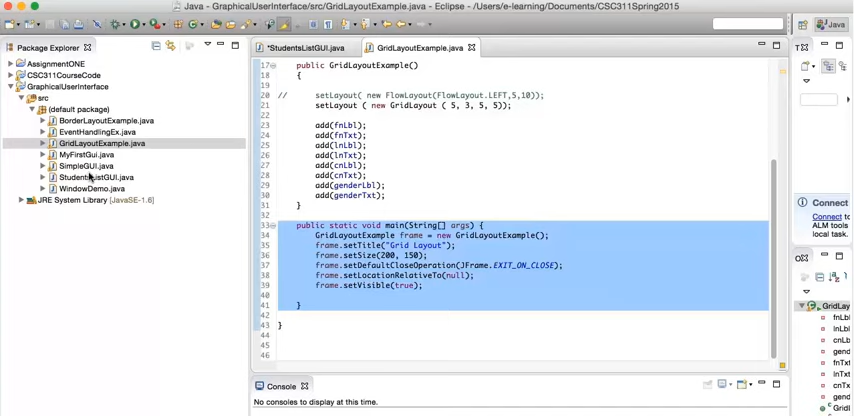 Java – GraphicalUserInterface/src/GridLayoutExample.java – Eclipse – /Users/e-learning/Documents/CSC311Spring2015
Java
Package Explorer
AssignmentONE
CSC311CourseCode
GraphicalUserInterface
src
(default package)
BorderLayoutExample.java
EventHandlingEx.java
GridLayoutExample.java
MyFirstGui.java
SimpleGUI.java
StudentsListGUI.java
WindowDemo.java
JRE System Library [JavaSE-1.6]
*StudentsListGUI.java
GridLayoutExample.java
17 public GridLayoutExample()
18 {
19
20 // setLayout( new FlowLayout(FlowLayout.LEFT,5,10));
21 setLayout ( new GridLayout ( 5, 3, 5, 5));
22
23 add(fnLbl);
24 add(fnTxt);
25 add(lnLbl);
26 add(lnTxt);
27 add(cnLbl);
28 add(cnTxt);
29 add(genderLbl);
30 add(genderTxt);
31 }
32
33 public static void main(String[] args) {
34 GridLayoutExample frame = new GridLayoutExample();
35 frame.setTitle("Grid Layout");
36 frame.setSize(200, 150);
37 frame.setDefaultCloseOperation(JFrame.EXIT_ON_CLOSE);
38 frame.setLocationRelativeTo(null);
39 frame.setVisible(true);
40
41 }
42
43 }
44
45
46
Console
No consoles to display at this time.
Connect
Connect to
ALM tools
local task.
GridLay
fnLbl
lnLbl
cnLbl
gend
fnTxt
lnTxt
cnTx
gend
GridL